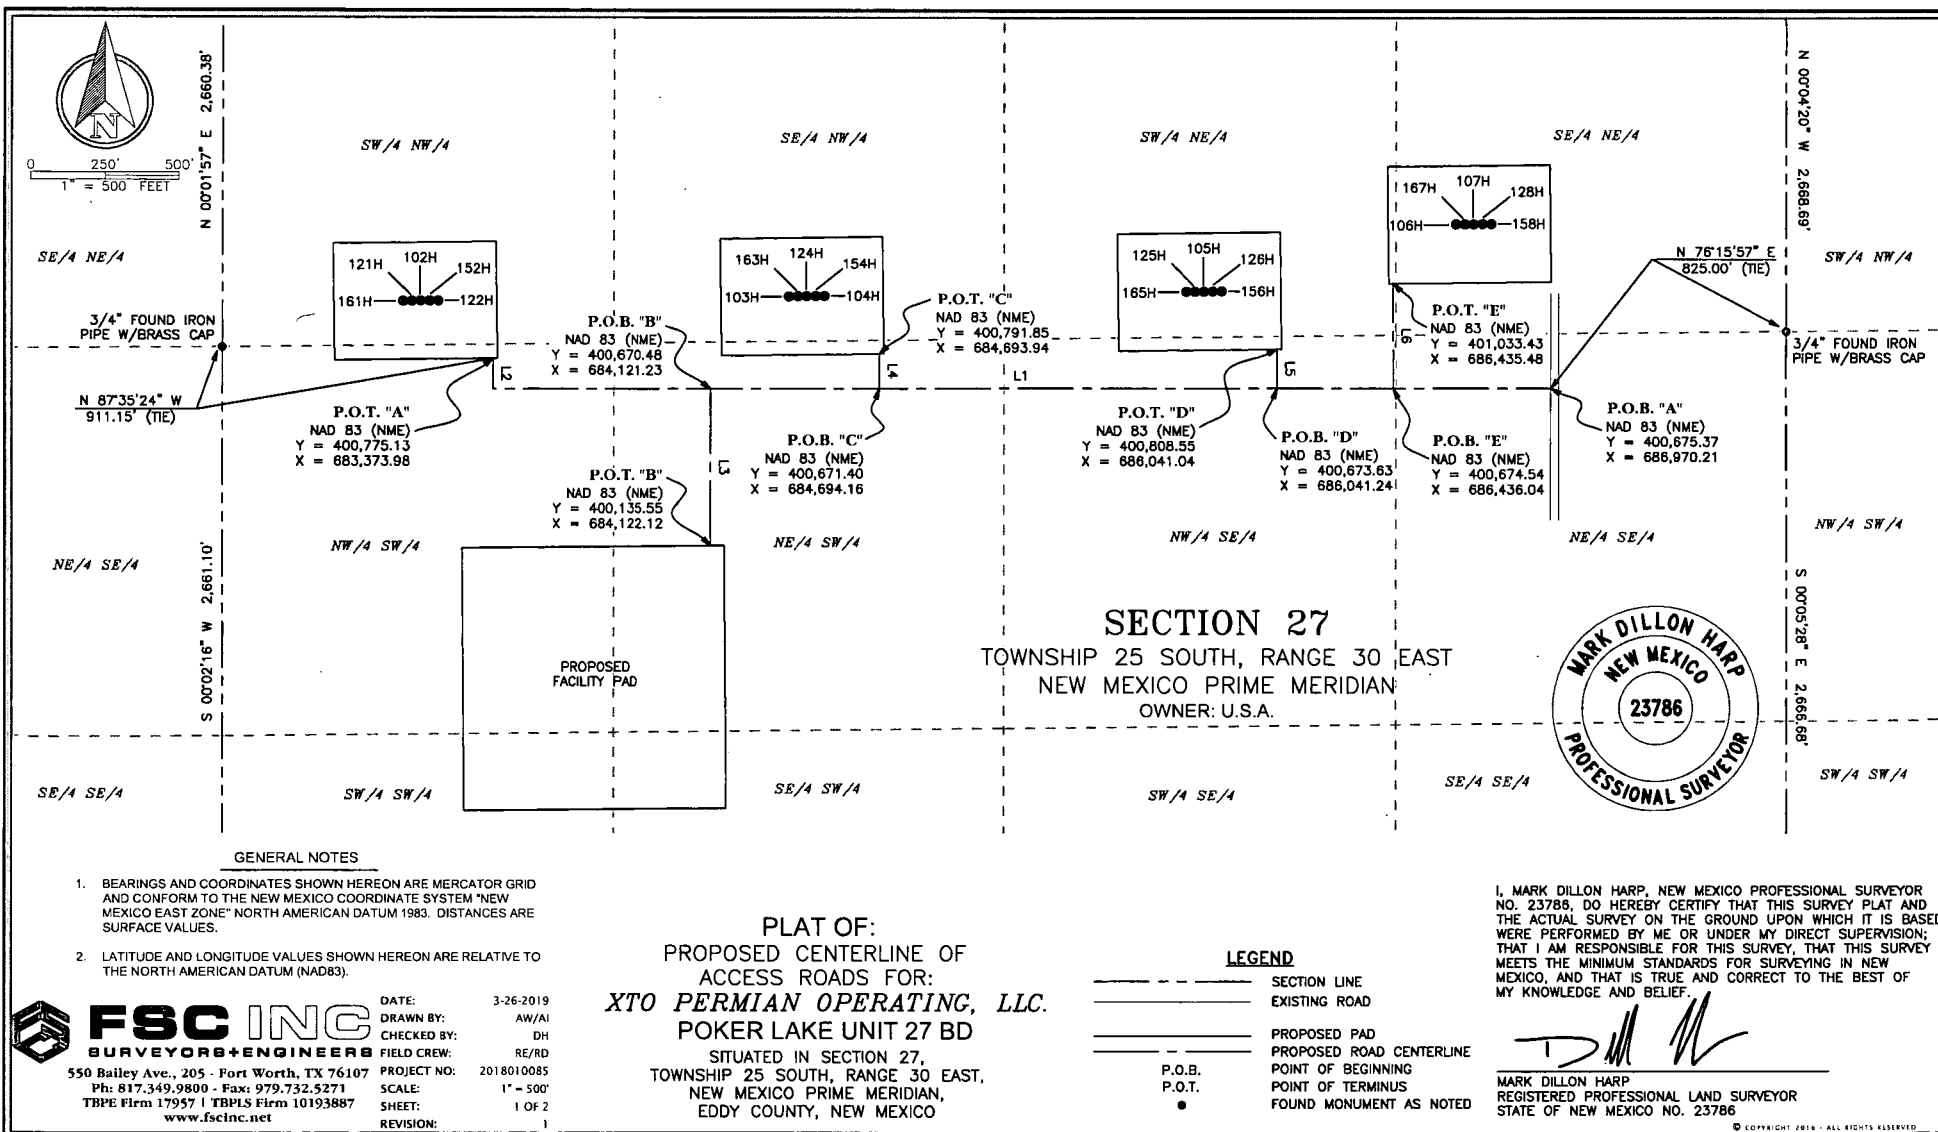 N
0 250' 500'
1" = 500 FEET
N 00°01'57" E 2,660.38'
SW/4 NW/4
SE/4 NW/4
SW/4 NE/4
SE/4 NE/4
N 00°04'20" W 2,668.69'
SE/4 NE/4
SW/4 NW/4
121H 102H 152H
161H 122H
163H 124H 154H
103H 104H
125H 105H 126H
165H 156H
167H 107H 128H
106H 158H
N 76°15'57" E
825.00' (TIE)
3/4" FOUND IRON
PIPE W/BRASS CAP
3/4" FOUND IRON
PIPE W/BRASS CAP
N 87°35'24" W
911.15' (TIE)
P.O.B. "B"
NAD 83 (NME)
Y = 400,670.48
X = 684,121.23
P.O.T. "C"
NAD 83 (NME)
Y = 400,791.85
X = 684,693.94
P.O.T. "E"
NAD 83 (NME)
Y = 401,033.43
X = 686,435.48
L2
L4
L1
L5
L6
L3
P.O.T. "A"
NAD 83 (NME)
Y = 400,775.13
X = 683,373.98
P.O.T. "B"
NAD 83 (NME)
Y = 400,135.55
X = 684,122.12
P.O.B. "C"
NAD 83 (NME)
Y = 400,671.40
X = 684,694.16
P.O.T. "D"
NAD 83 (NME)
Y = 400,808.55
X = 686,041.04
P.O.B. "D"
NAD 83 (NME)
Y = 400,673.63
X = 686,041.24
P.O.B. "E"
NAD 83 (NME)
Y = 400,674.54
X = 686,436.04
P.O.B. "A"
NAD 83 (NME)
Y = 400,675.37
X = 686,970.21
NE/4 SE/4
NW/4 SW/4
NE/4 SW/4
NW/4 SE/4
NE/4 SE/4
NW/4 SW/4
S 00°02'16" W 2,661.10'
S 00°05'28" E 2,666.68'
PROPOSED
FACILITY PAD
SECTION 27
TOWNSHIP 25 SOUTH, RANGE 30 EAST
NEW MEXICO PRIME MERIDIAN
OWNER: U.S.A.
MARK DILLON HARP
NEW MEXICO
23786
PROFESSIONAL SURVEYOR
SE/4 SE/4
SW/4 SW/4
SE/4 SW/4
SW/4 SE/4
SE/4 SE/4
SW/4 SW/4
GENERAL NOTES
1. BEARINGS AND COORDINATES SHOWN HEREON ARE MERCATOR GRID
AND CONFORM TO THE NEW MEXICO COORDINATE SYSTEM "NEW
MEXICO EAST ZONE" NORTH AMERICAN DATUM 1983. DISTANCES ARE
SURFACE VALUES.
2. LATITUDE AND LONGITUDE VALUES SHOWN HEREON ARE RELATIVE TO
THE NORTH AMERICAN DATUM (NAD83).
FSC INC
SURVEYORS+ENGINEERS
550 Bailey Ave., 205 - Fort Worth, TX 76107
Ph: 817.349.9800 - Fax: 979.732.5271
TBPE Firm 17957 | TBPLS Firm 10193887
www.fscinc.net
DATE: 3-26-2019
DRAWN BY: AW/AI
CHECKED BY: DH
FIELD CREW: RE/RD
PROJECT NO: 2018010085
SCALE: 1" = 500'
SHEET: 1 OF 2
REVISION: 1
PLAT OF:
PROPOSED CENTERLINE OF
ACCESS ROADS FOR:
XTO PERMIAN OPERATING, LLC.
POKER LAKE UNIT 27 BD
SITUATED IN SECTION 27,
TOWNSHIP 25 SOUTH, RANGE 30 EAST,
NEW MEXICO PRIME MERIDIAN,
EDDY COUNTY, NEW MEXICO
LEGEND
SECTION LINE
EXISTING ROAD
PROPOSED PAD
PROPOSED ROAD CENTERLINE
P.O.B. POINT OF BEGINNING
P.O.T. POINT OF TERMINUS
FOUND MONUMENT AS NOTED
I, MARK DILLON HARP, NEW MEXICO PROFESSIONAL SURVEYOR
NO. 23786, DO HEREBY CERTIFY THAT THIS SURVEY PLAT AND
THE ACTUAL SURVEY ON THE GROUND UPON WHICH IT IS BASED
WERE PERFORMED BY ME OR UNDER MY DIRECT SUPERVISION;
THAT I AM RESPONSIBLE FOR THIS SURVEY, THAT THIS SURVEY
MEETS THE MINIMUM STANDARDS FOR SURVEYING IN NEW
MEXICO, AND THAT IS TRUE AND CORRECT TO THE BEST OF
MY KNOWLEDGE AND BELIEF.
MARK DILLON HARP
REGISTERED PROFESSIONAL LAND SURVEYOR
STATE OF NEW MEXICO NO. 23786
© COPYRIGHT 2016 - ALL RIGHTS RESERVED